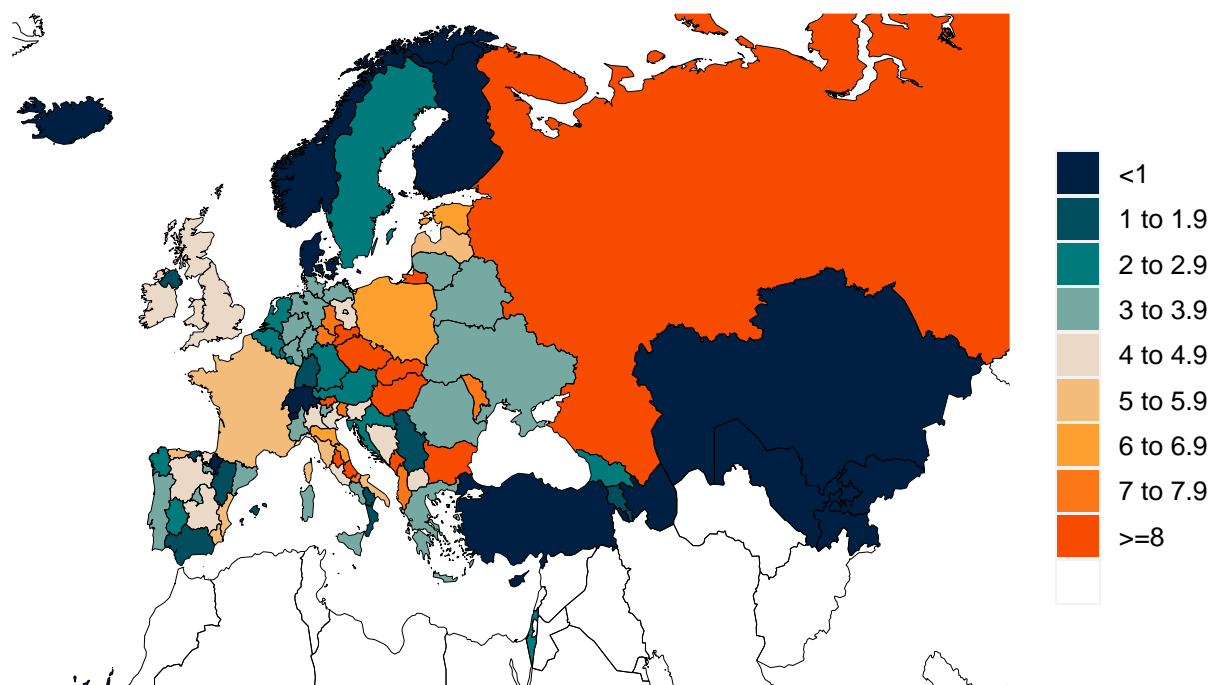 <1
1 to 1.9
2 to 2.9
3 to 3.9
4 to 4.9
5 to 5.9
6 to 6.9
7 to 7.9
>=8